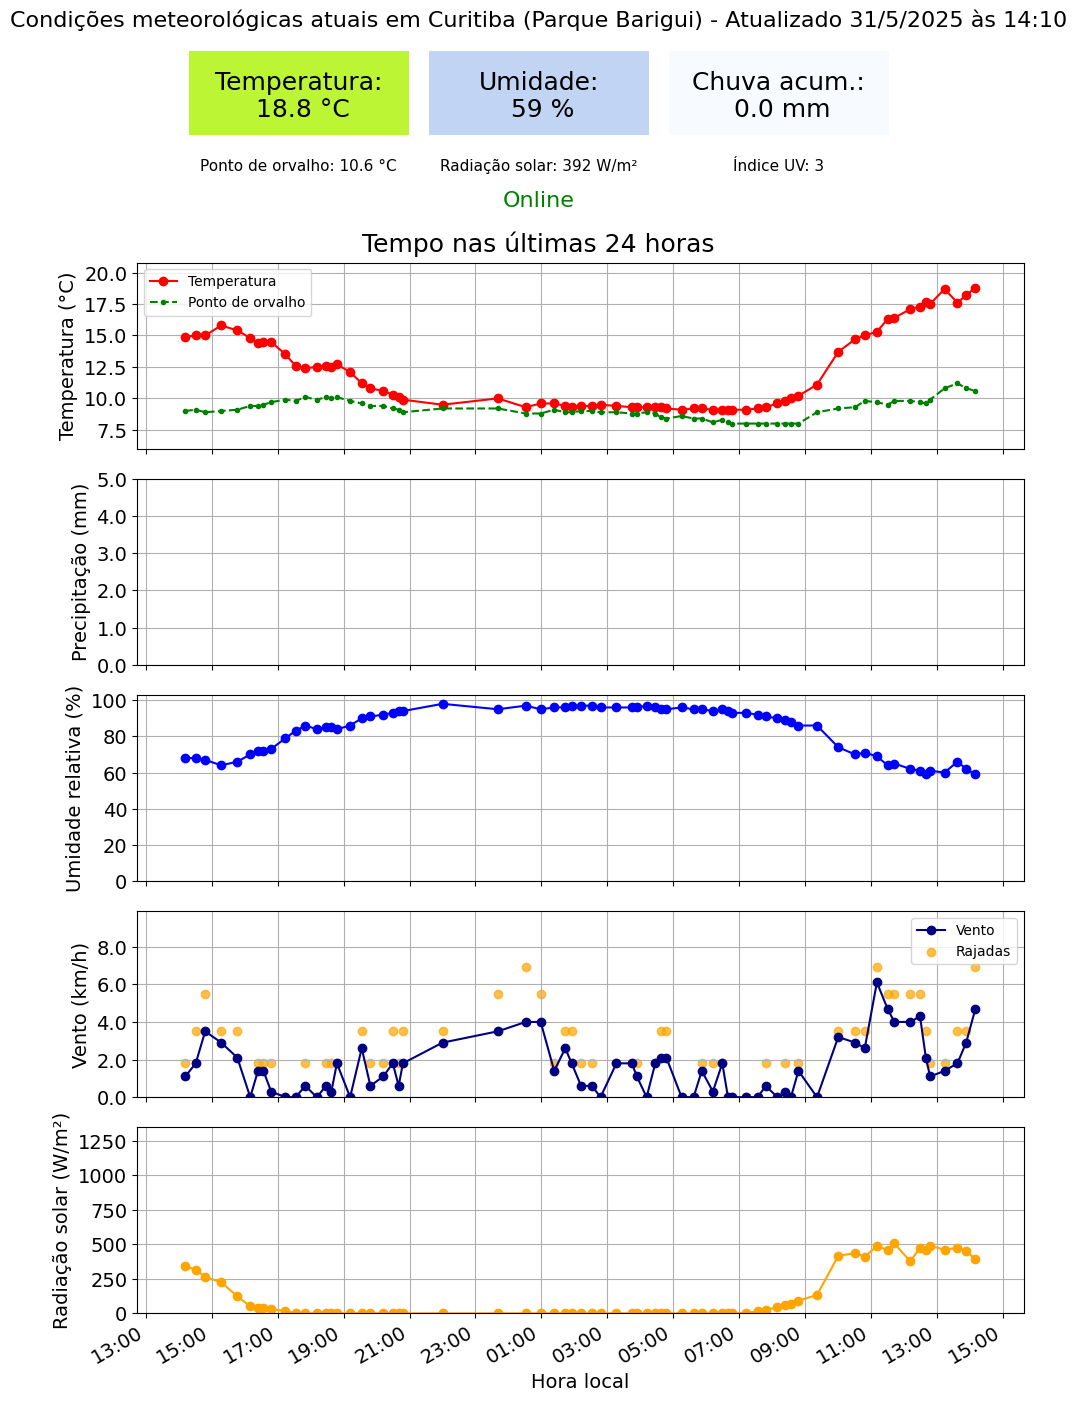 Condições meteorológicas atuais em Curitiba (Parque Barigui) - Atualizado 31/5/2025 às 14:10
Temperatura:
18.8 °C
Umidade:
59 %
Chuva acum.:
0.0 mm
Ponto de orvalho: 10.6 °C
Radiação solar: 392 W/m²
Índice UV: 3
Online
Tempo nas últimas 24 horas
Temperatura (°C)
20.0
17.5
15.0
12.5
10.0
7.5
Temperatura
Ponto de orvalho
Precipitação (mm)
5.0
4.0
3.0
2.0
1.0
0.0
Umidade relativa (%)
100
80
60
40
20
0
Vento (km/h)
8.0
6.0
4.0
2.0
0.0
Vento
Rajadas
Radiação solar (W/m²)
1250
1000
750
500
250
0
13:00 15:00 17:00 19:00 21:00 23:00 01:00 03:00 05:00 07:00 09:00 11:00 13:00 15:00
Hora local